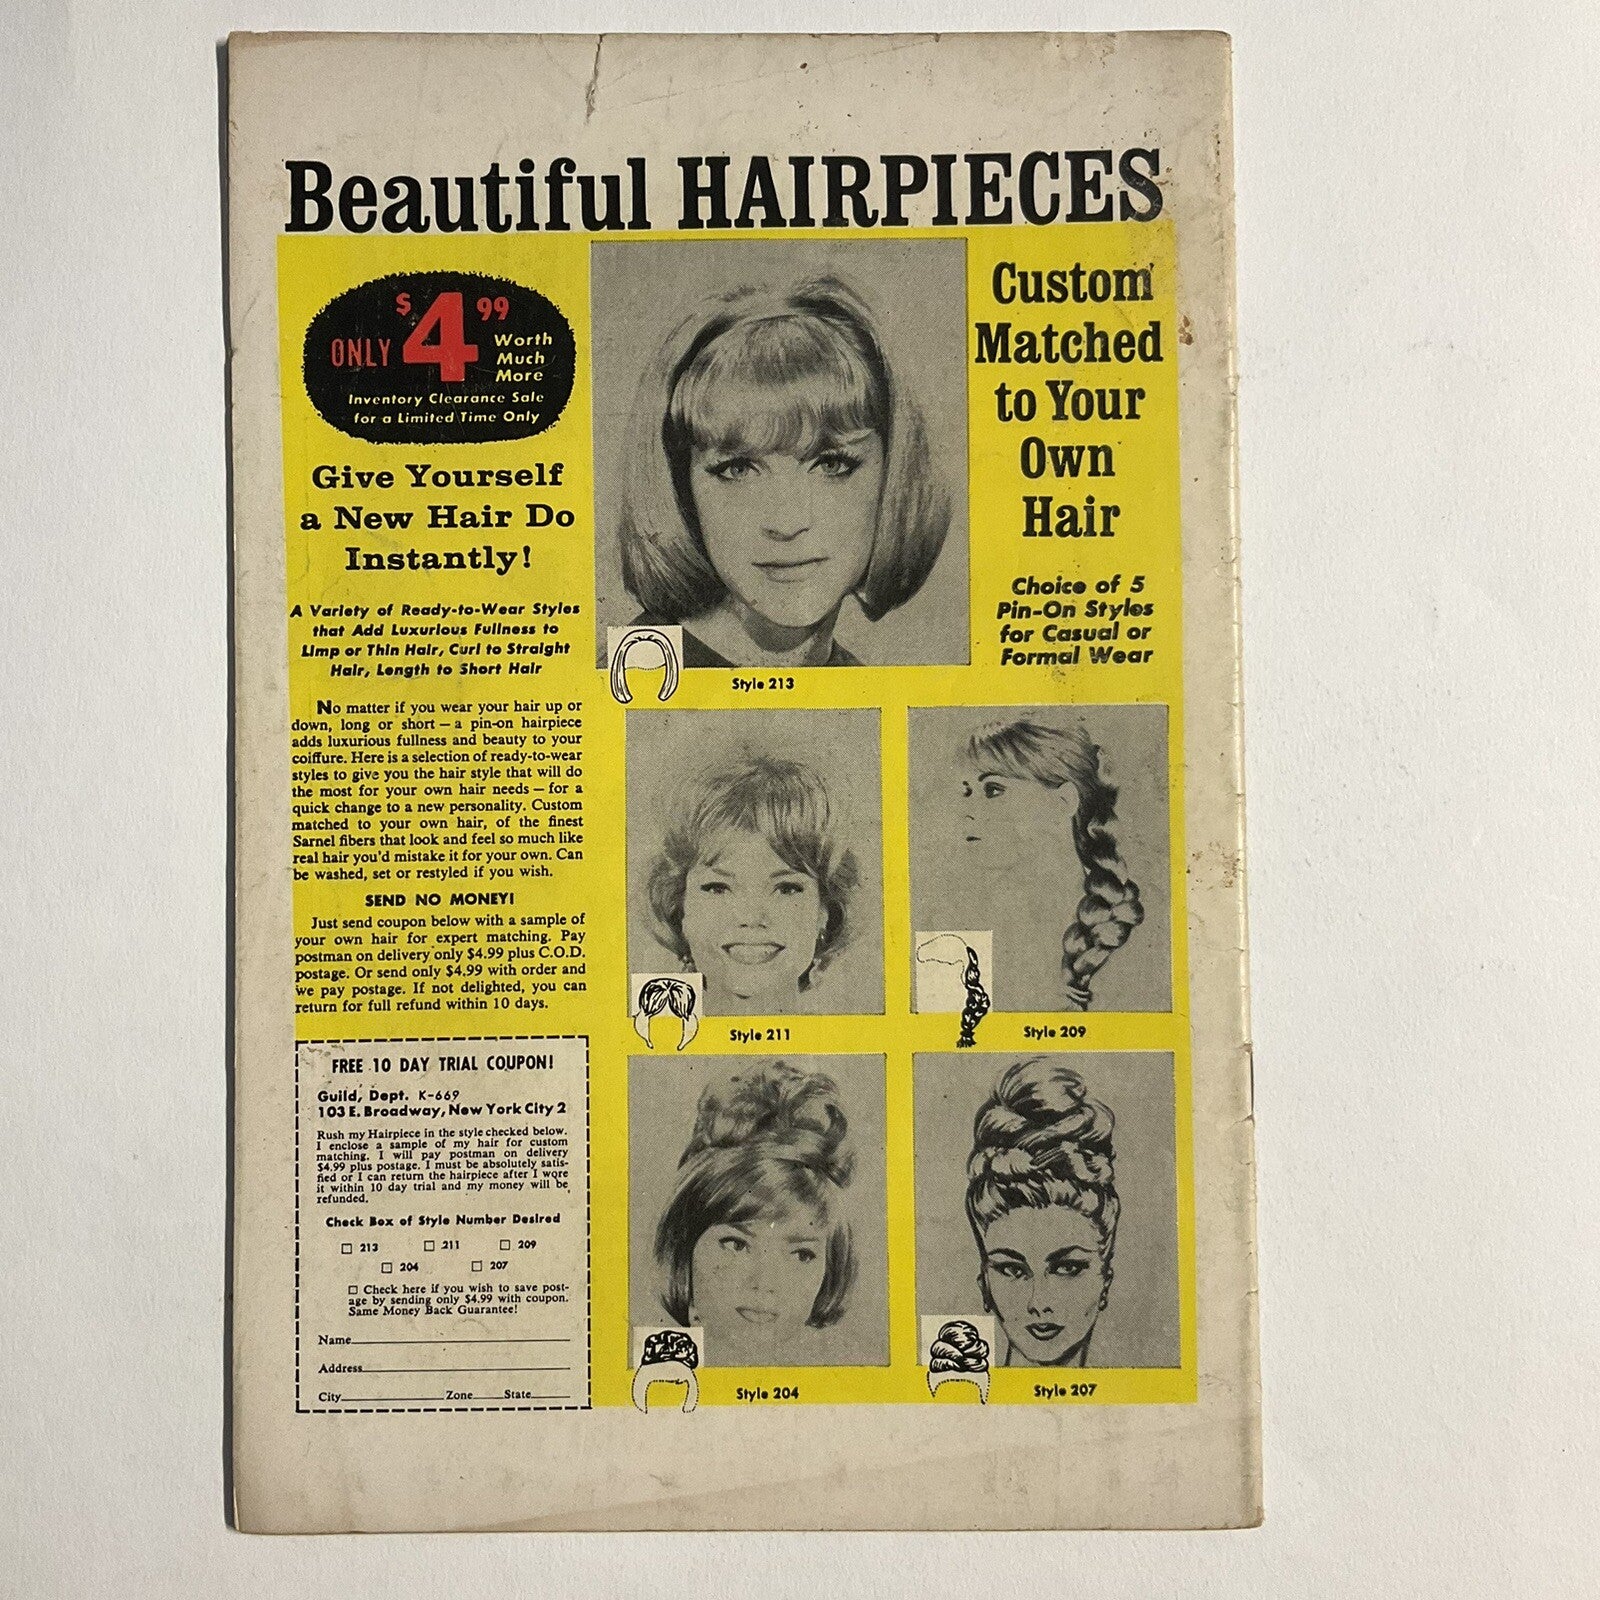 Beautiful HAIRPIECES
ONLY $4.99
Worth
Much
More
Inventory Clearance Sale
for a Limited Time Only
Give Yourself
a New Hair Do
Instantly!
A Variety of Ready-to-Wear Styles
that Add Luxurious Fullness to
Limp or Thin Hair, Curl to Straight
Hair, Length to Short Hair
No matter if you wear your hair up or
down, long or short — a pin-on hairpiece
adds luxurious fullness and beauty to your
coiffure. Here is a selection of ready-to-wear
styles to give you the hair style that will do
the most for your own hair needs — for a
quick change to a new personality. Custom
matched to your own hair, of the finest
Sarnel fibers that look and feel so much like
real hair you'd mistake it for your own. Can
be washed, set or restyled if you wish.
SEND NO MONEY!
Just send coupon below with a sample of
your own hair for expert matching. Pay
postman on delivery only $4.99 plus C.O.D.
postage. Or send only $4.99 with order and
we pay postage. If not delighted, you can
return for full refund within 10 days.
FREE 10 DAY TRIAL COUPON!
Guild, Dept. K-669
103 E. Broadway, New York City 2
Rush my Hairpiece in the style checked below.
I enclose a sample of my hair for custom
matching. I will pay postman on delivery
$4.99 plus postage. I must be absolutely satis-
fied or I can return the hairpiece after I wore
it within 10 day trial and my money will be
refunded.
Check Box of Style Number Desired
☐ 213 ☐ 211 ☐ 209
☐ 204 ☐ 207
☐ Check here if you wish to save post-
age by sending only $4.99 with coupon.
Same Money Back Guarantee!
Name
Address
City Zone State
Custom
Matched
to Your
Own
Hair
Choice of 5
Pin-On Styles
for Casual or
Formal Wear
Style 213
Style 211
Style 209
Style 204
Style 207